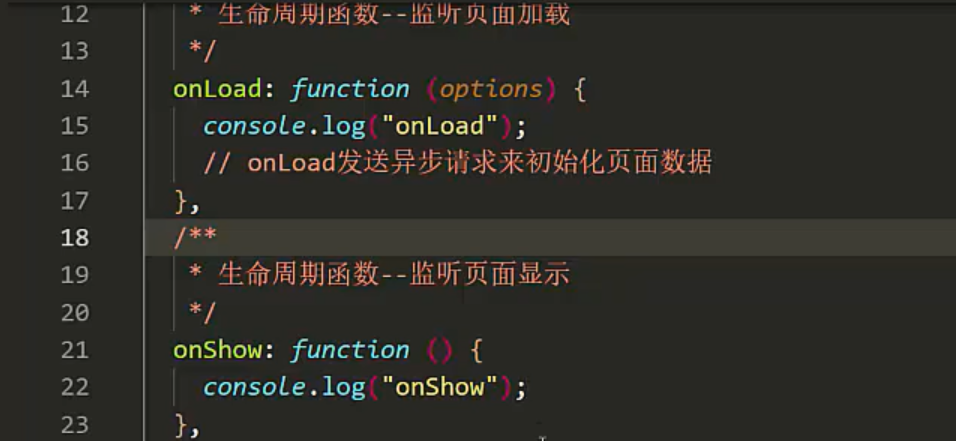 12 * 生命周期函数--监听页面加载
13 */
14 onLoad: function (options) {
15 console.log("onLoad");
16 // onLoad发送异步请求来初始化页面数据
17 },
18 /**
19 * 生命周期函数--监听页面显示
20 */
21 onShow: function () {
22 console.log("onShow");
23 },